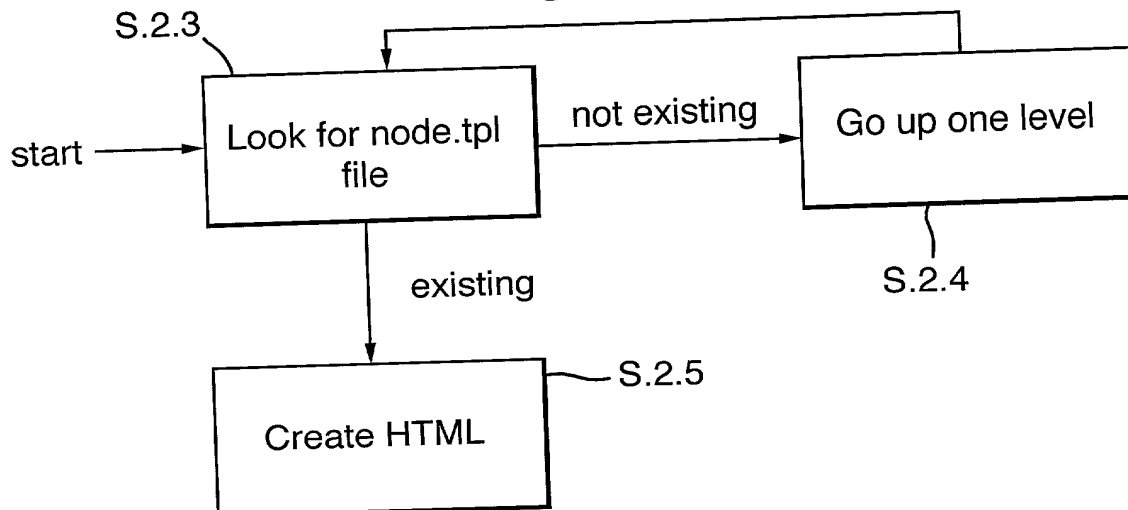 S.2.3
start
Look for node.tpl
file
not existing
Go up one level
S.2.4
existing
S.2.5
Create HTML